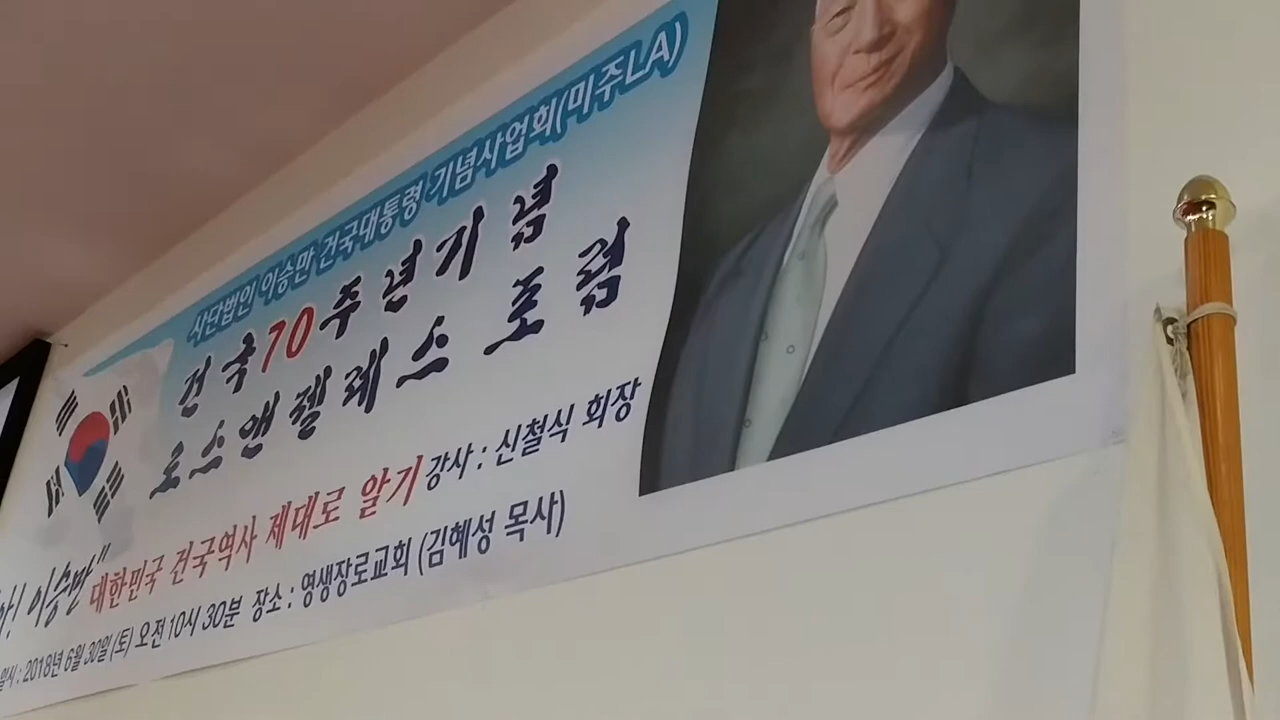 사단법인 이승만 건국대통령 기념사업회(미주LA)
건국70주년기념
로스앤젤레스 포럼
이승만" 대한민국 건국역사 제대로 알기 강사 : 신철식 회장
일시 : 2018년 6월 30일 (토) 오전 10시 30분 장소 : 영생장로교회 (김혜성 목사)